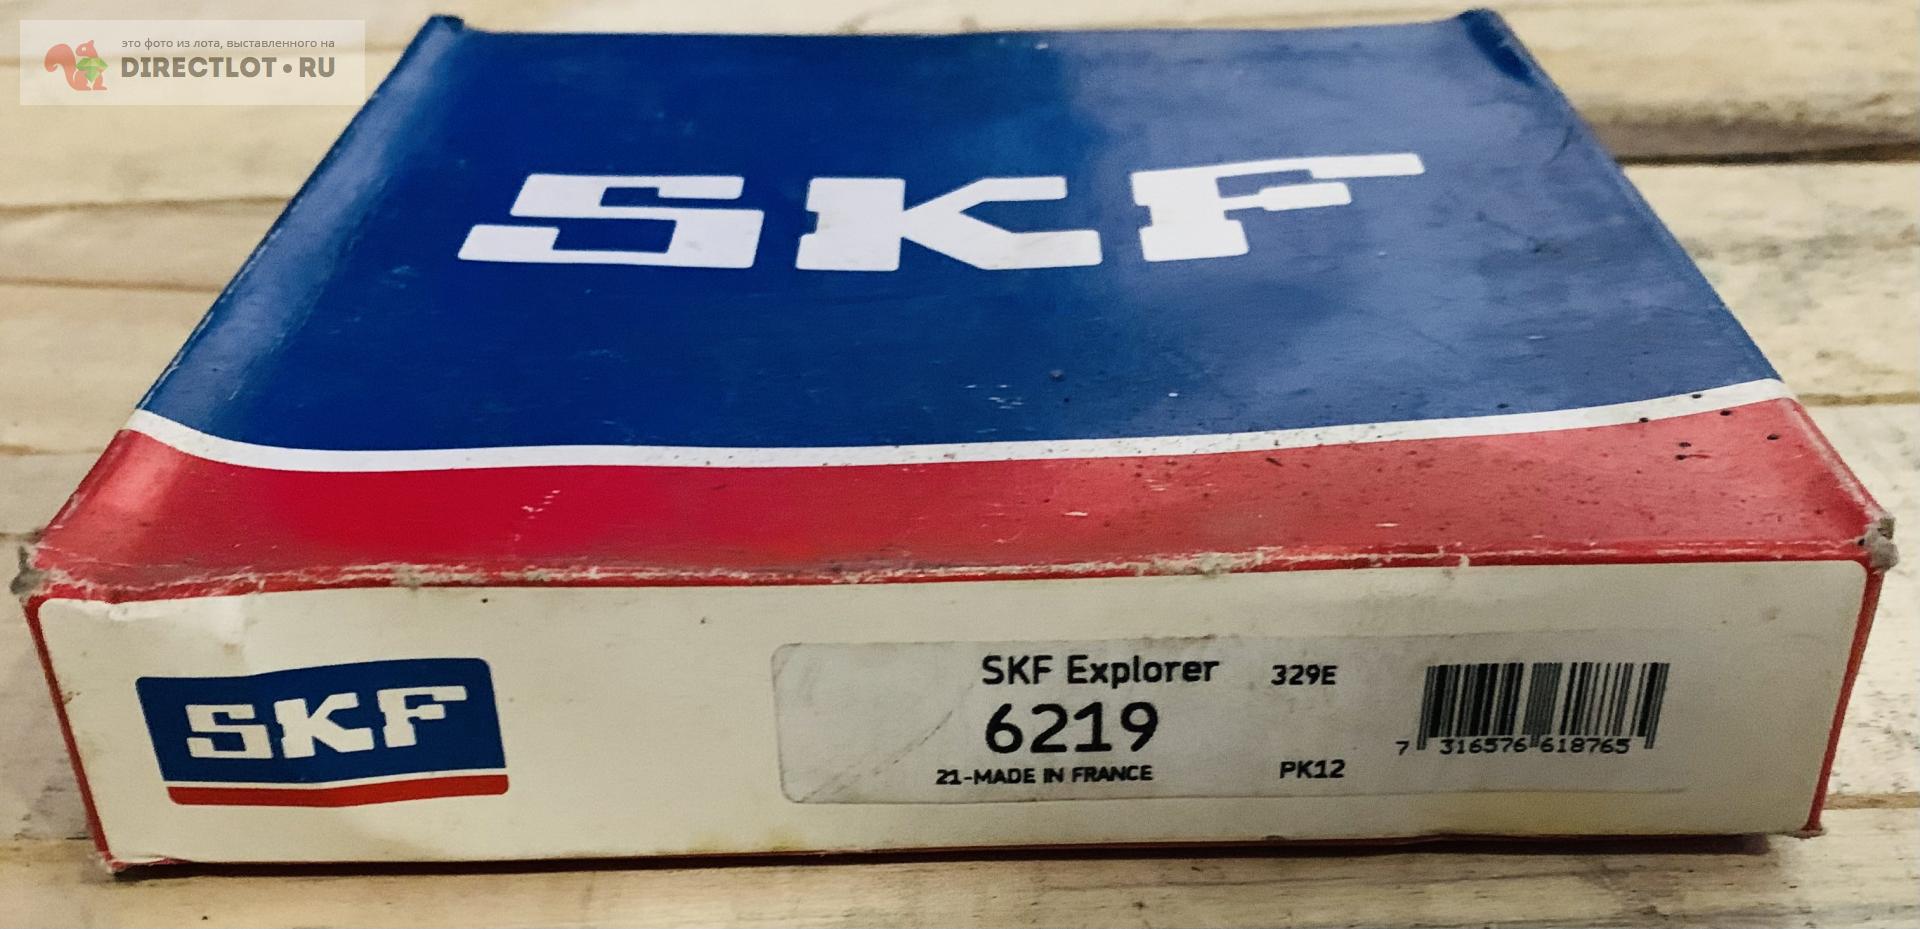 это фото из лота, выставленного на
DIRECTLOT•RU
SKF
SKF
SKF Explorer
329E
6219
21-MADE IN FRANCE
PK12
7 316576 618765